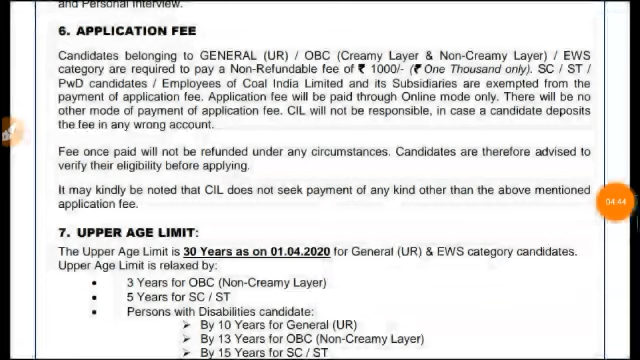 and Personal Interview.
6. APPLICATION FEE
Candidates belonging to GENERAL (UR) / OBC (Creamy Layer & Non-Creamy Layer) / EWS
category are required to pay a Non-Refundable fee of ₹ 1000/- (₹ One Thousand only). SC / ST /
PwD candidates / Employees of Coal India Limited and its Subsidiaries are exempted from the
payment of application fee. Application fee will be paid through Online mode only. There will be no
other mode of payment of application fee. CIL will not be responsible, in case a candidate deposits
the fee in any wrong account.
Fee once paid will not be refunded under any circumstances. Candidates are therefore advised to
verify their eligibility before applying.
It may kindly be noted that CIL does not seek payment of any kind other than the above mentioned
application fee.
04:44
7. UPPER AGE LIMIT:
The Upper Age Limit is 30 Years as on 01.04.2020 for General (UR) & EWS category candidates.
Upper Age Limit is relaxed by:
• 3 Years for OBC (Non-Creamy Layer)
• 5 Years for SC / ST
• Persons with Disabilities candidate:
➢ By 10 Years for General (UR)
➢ By 13 Years for OBC (Non-Creamy Layer)
➢ By 15 Years for SC / ST